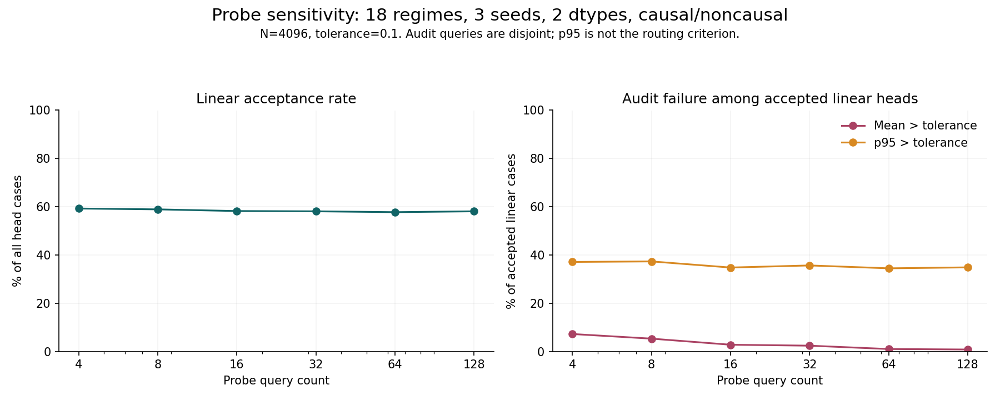 Probe sensitivity: 18 regimes, 3 seeds, 2 dtypes, causal/noncausal
N=4096, tolerance=0.1. Audit queries are disjoint; p95 is not the routing criterion.
Linear acceptance rate
100
80
60
40
20
0
% of all head cases
4 8 16 32 64 128
Probe query count
Audit failure among accepted linear heads
Mean > tolerance
p95 > tolerance
100
80
60
40
20
0
% of accepted linear cases
4 8 16 32 64 128
Probe query count